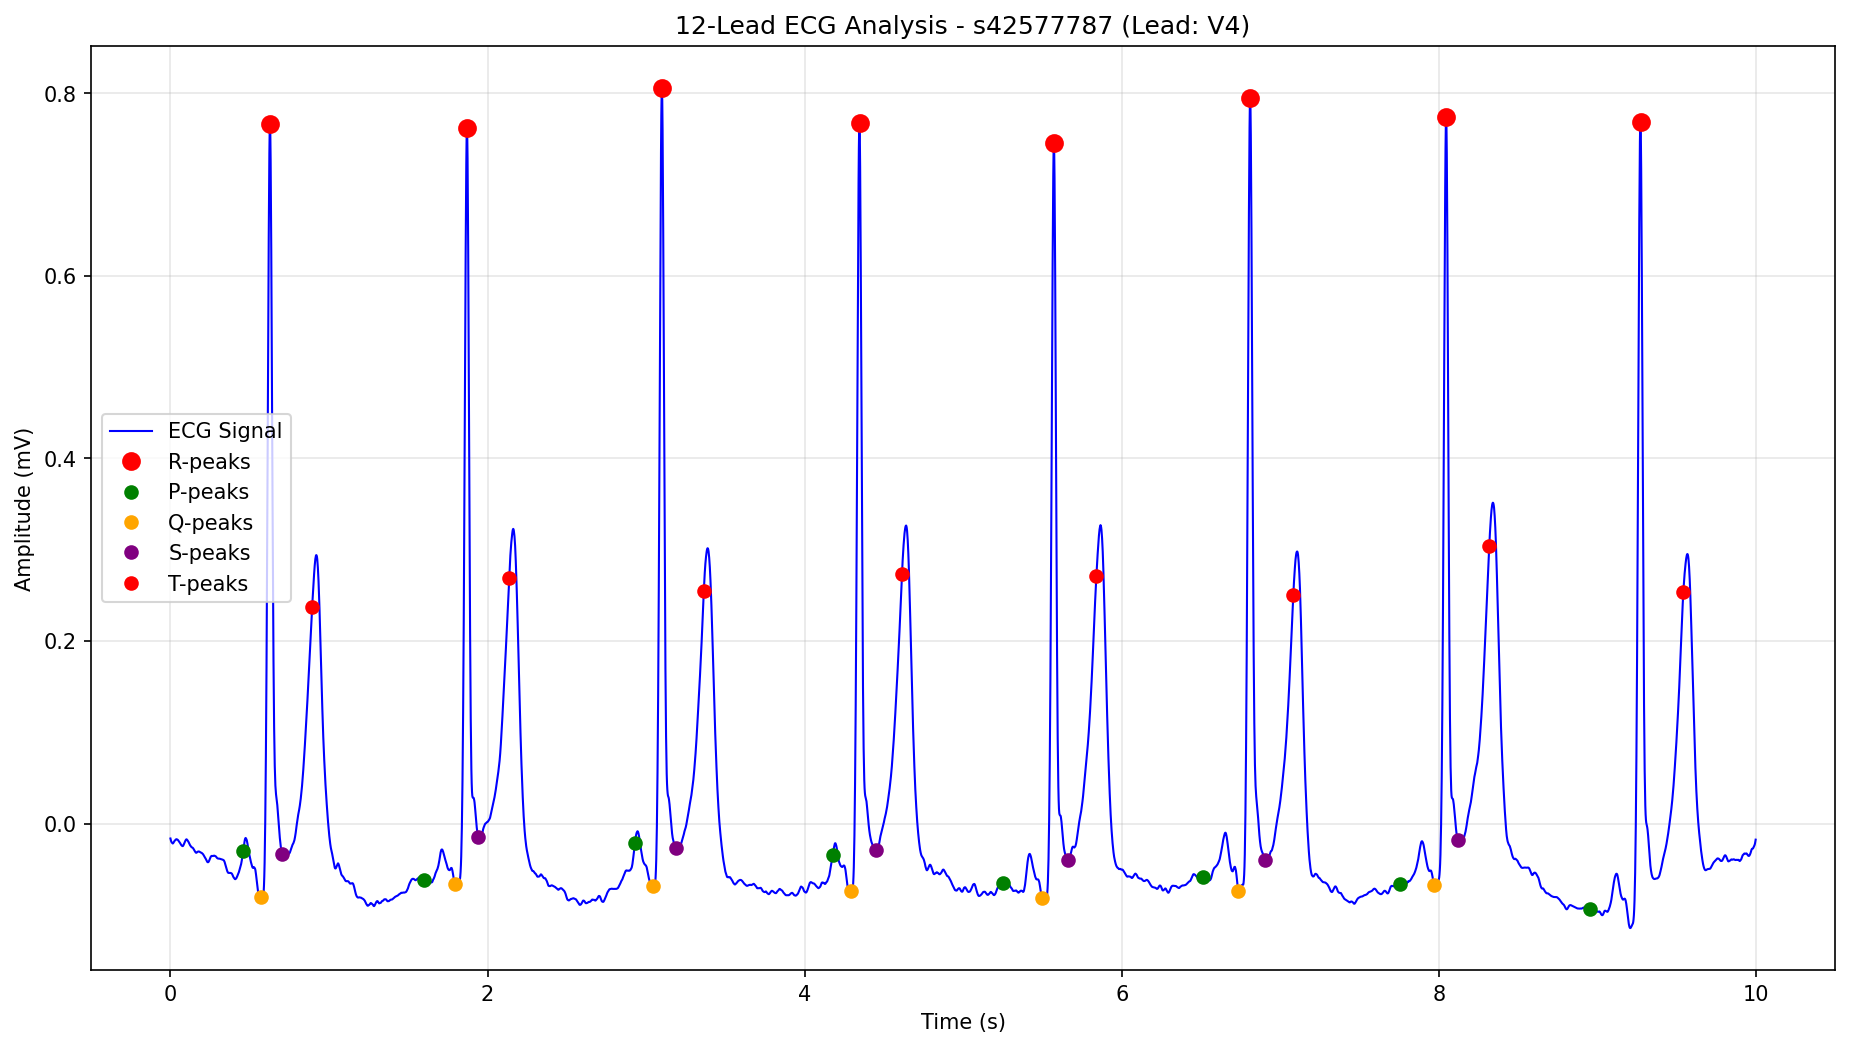 12-Lead ECG Analysis - s42577787 (Lead: V4)
Amplitude (mV)
0.8
0.6
0.4
0.2
0.0
ECG Signal
R-peaks
P-peaks
Q-peaks
S-peaks
T-peaks
0 2 4 6 8 10
Time (s)